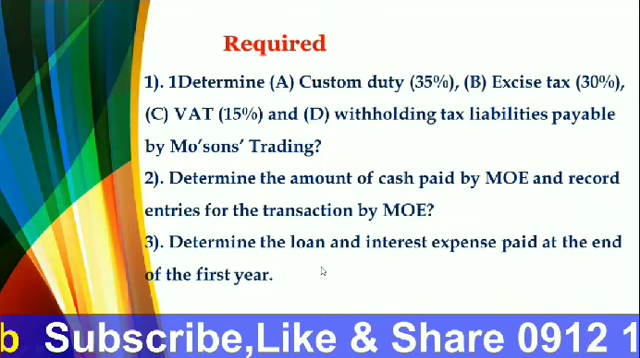 Required
1). 1Determine (A) Custom duty (35%), (B) Excise tax (30%),
(C) VAT (15%) and (D) withholding tax liabilities payable
by Mo'sons' Trading?
2). Determine the amount of cash paid by MOE and record
entries for the transaction by MOE?
3). Determine the loan and interest expense paid at the end
of the first year.
b Subscribe,Like & Share 0912 1